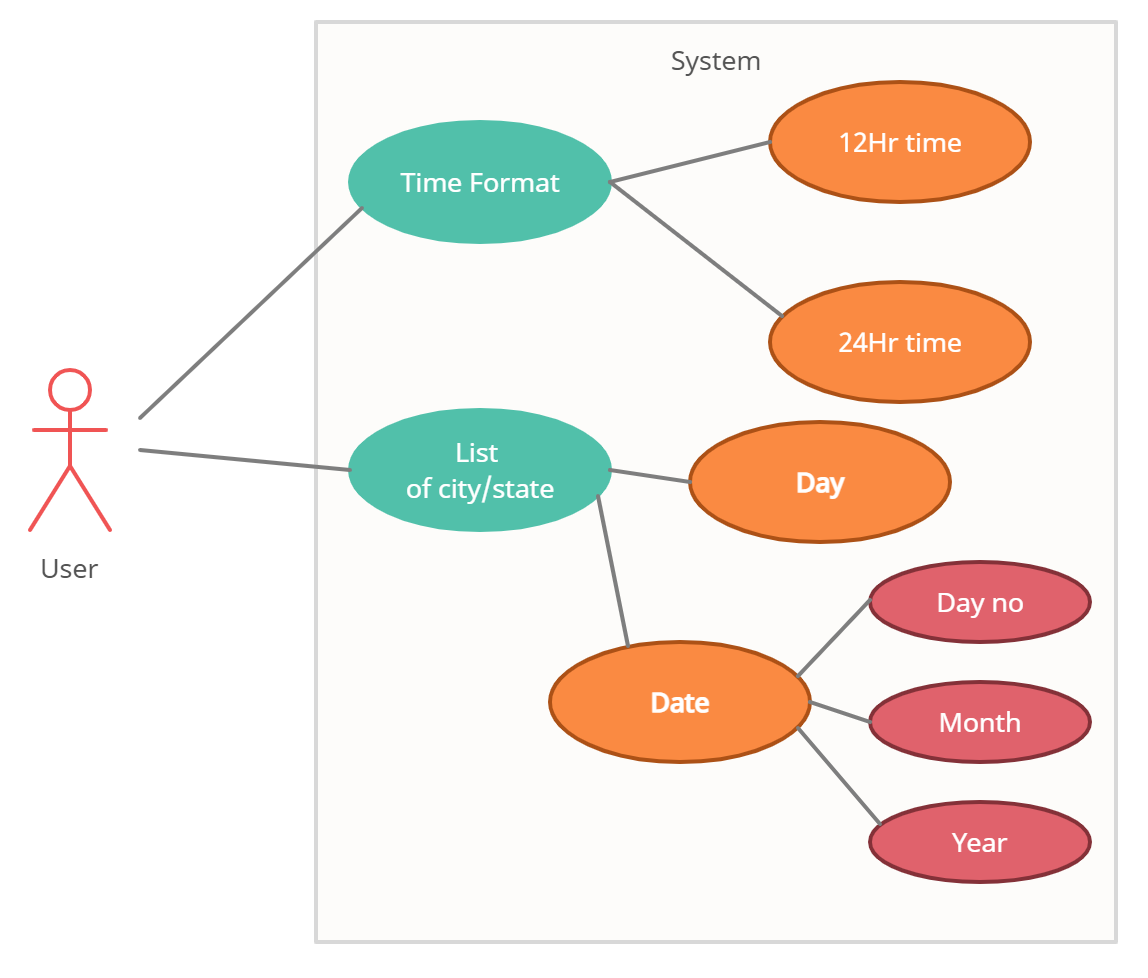 System
12Hr time
Time Format
24Hr time
List
of city/state
Day
User
Day no
Date
Month
Year